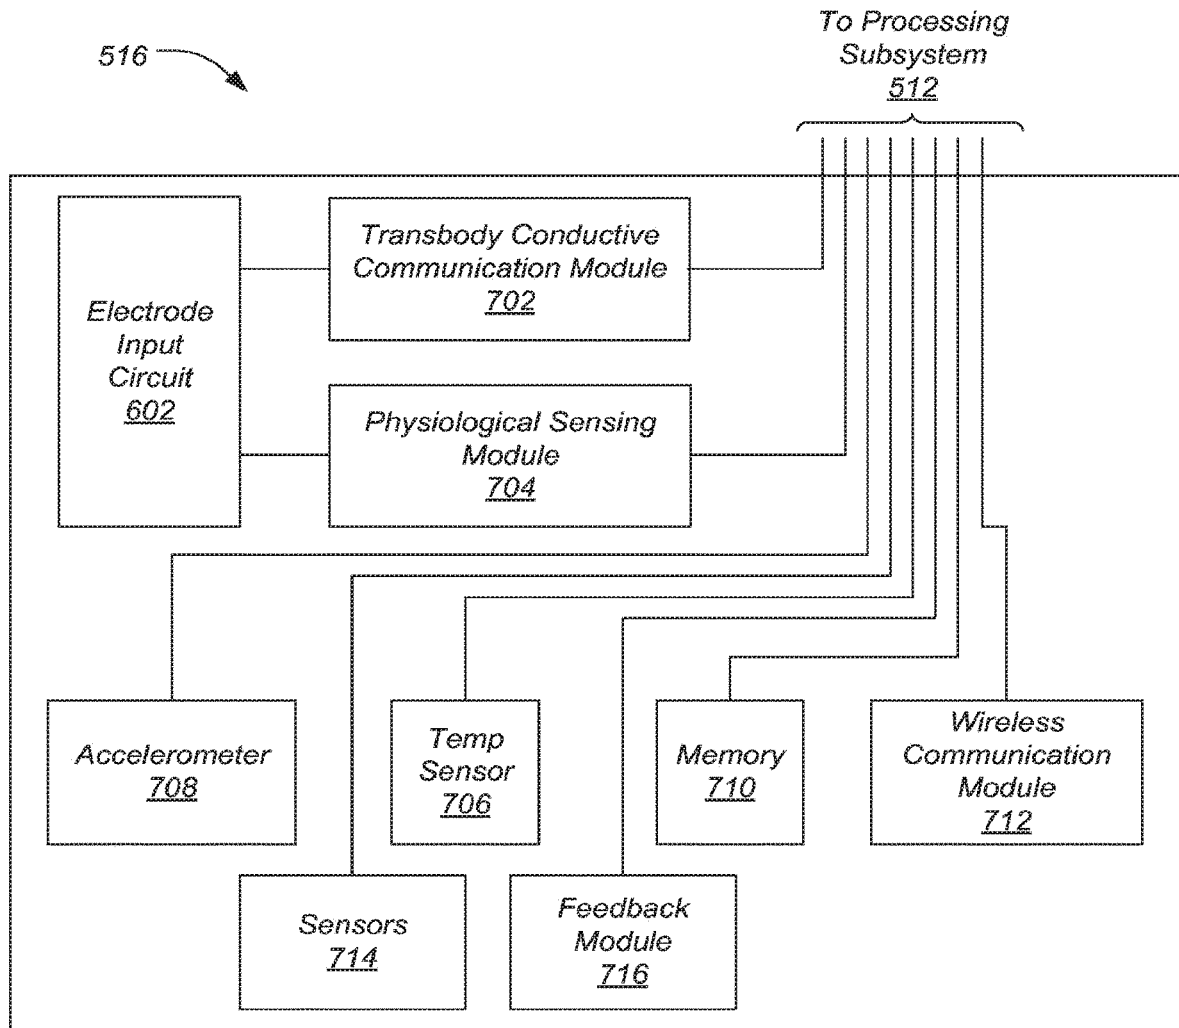 516
To Processing
Subsystem
512
Transbody Conductive
Communication Module
702
Electrode
Input
Circuit
602
Physiological Sensing
Module
704
Accelerometer
708
Temp
Sensor
706
Memory
710
Wireless
Communication
Module
712
Sensors
714
Feedback
Module
716